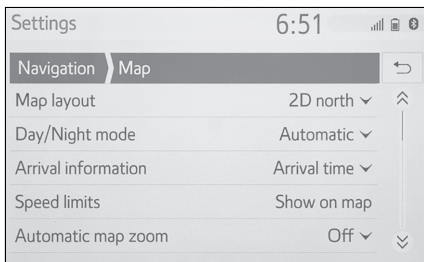 Settings 6:51
Navigation Map
Map layout 2D north
Day/Night mode Automatic
Arrival information Arrival time
Speed limits Show on map
Automatic map zoom Off